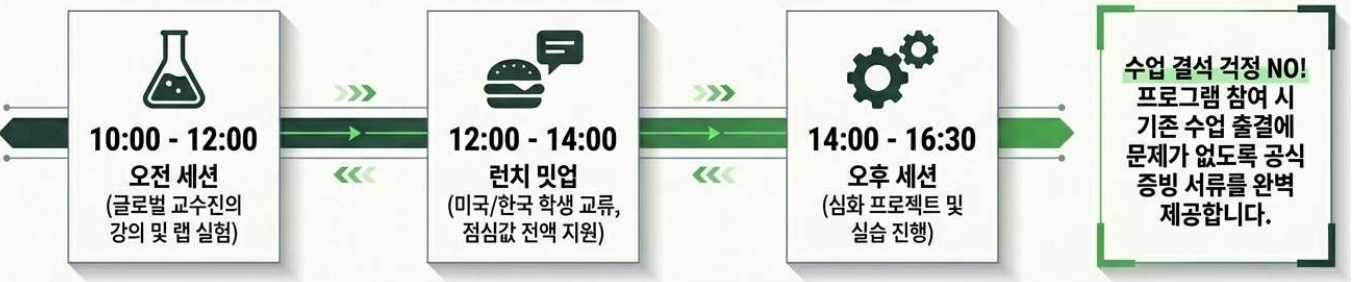 10:00 - 12:00
오전 세션
(글로벌 교수진의
강의 및 랩 실험)
12:00 - 14:00
런치 밋업
(미국/한국 학생 교류,
점심값 전액 지원)
14:00 - 16:30
오후 세션
(심화 프로젝트 및
실습 진행)
수업 결석 걱정 NO!
프로그램 참여 시
기존 수업 출결에
문제가 없도록 공식
증빙 서류를 완벽
제공합니다.